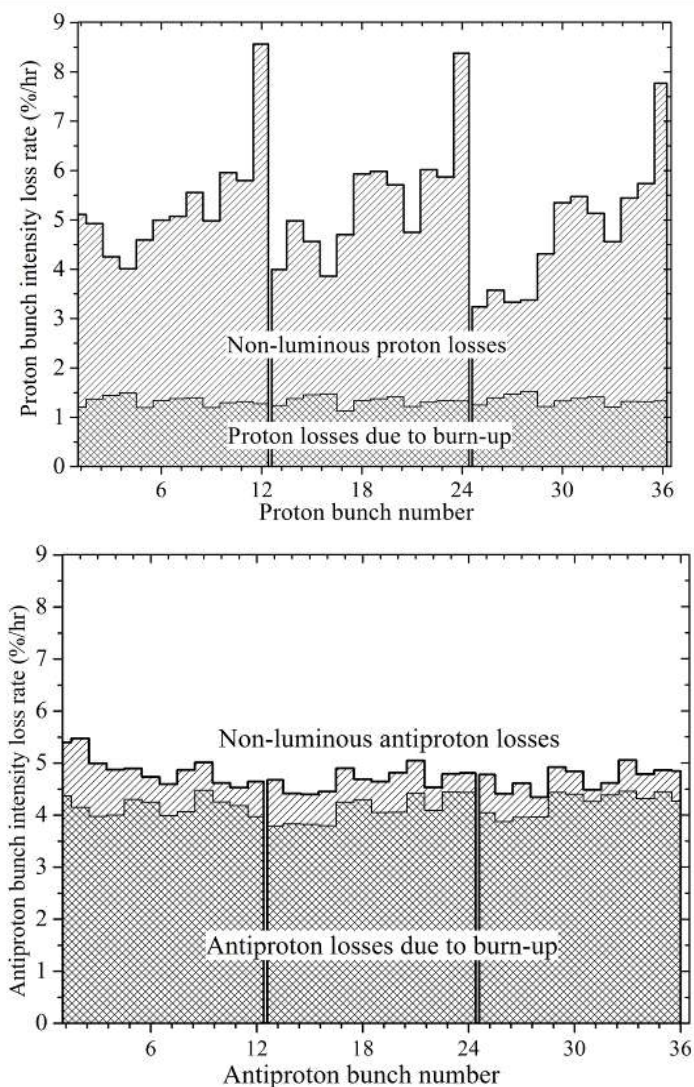 Proton bunch intensity loss rate (%/hr)
9
8
7
6
5
4
3
2
1
0
Non-luminous proton losses
Proton losses due to burn-up
6 12 18 24 30 36
Proton bunch number
Antiproton bunch intensity loss rate (%/hr)
9
8
7
6
5
4
3
2
1
0
Non-luminous antiproton losses
Antiproton losses due to burn-up
6 12 18 24 30 36
Antiproton bunch number